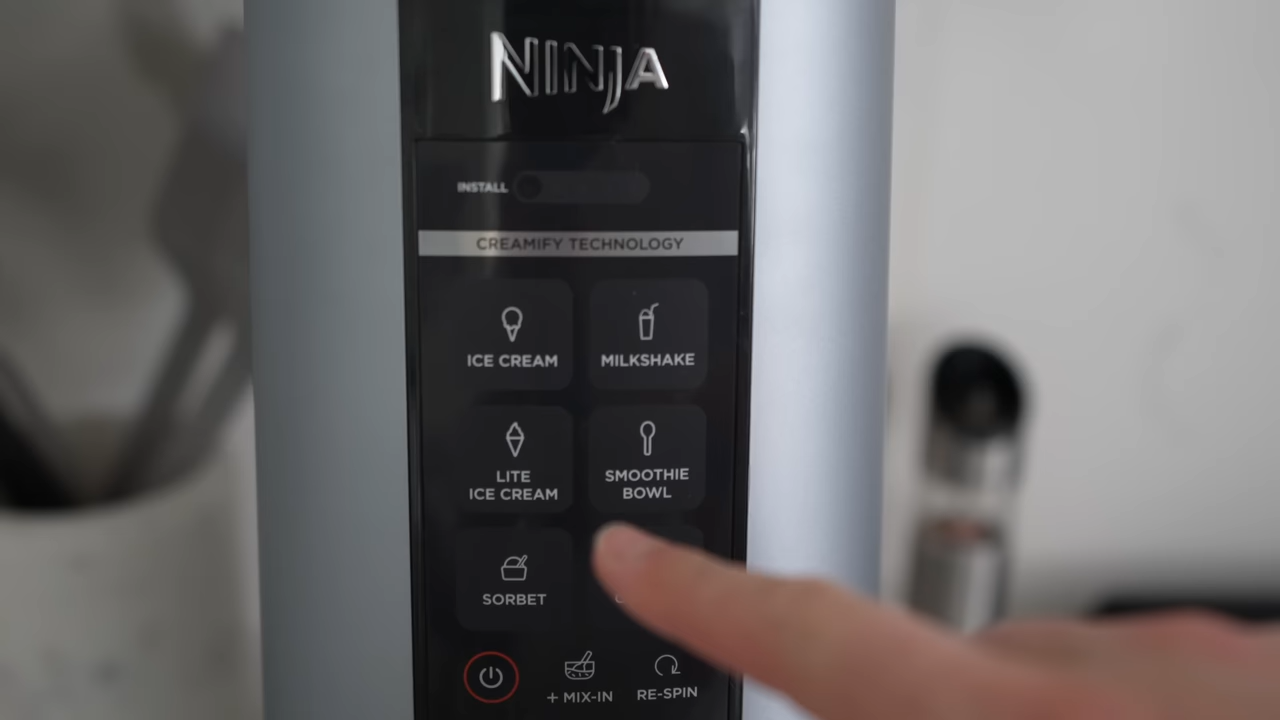 NINJA
INSTALL
CREAMIFY TECHNOLOGY
ICE CREAM
MILKSHAKE
LITE
ICE CREAM
SMOOTHIE
BOWL
SORBET
+ MIX-IN
RE-SPIN